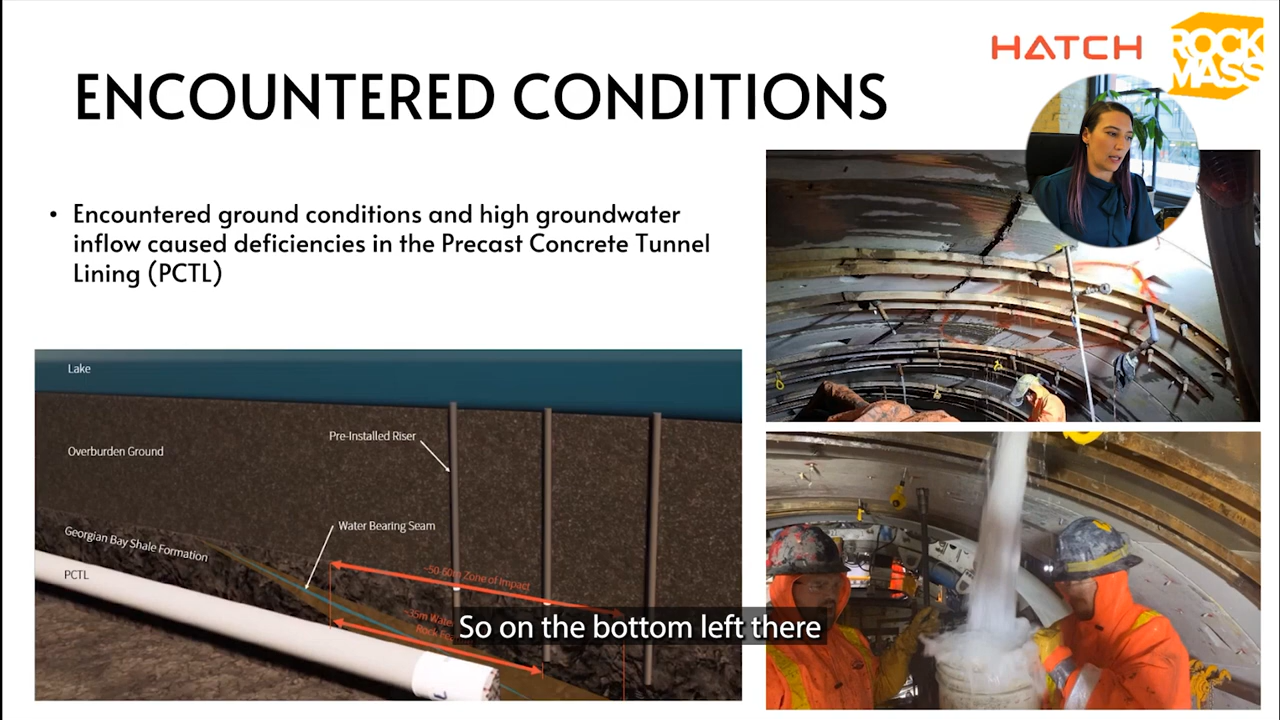 HATCH
ROCK
MASS
ENCOUNTERED CONDITIONS
• Encountered ground conditions and high groundwater
inflow caused deficiencies in the Precast Concrete Tunnel
Lining (PCTL)
Lake
Pre-Installed Riser
Overburden Ground
Water Bearing Seam
Georgian Bay Shale Formation
PCTL
~50-60m Zone of Impact
~35m
Rock
So on the bottom left there